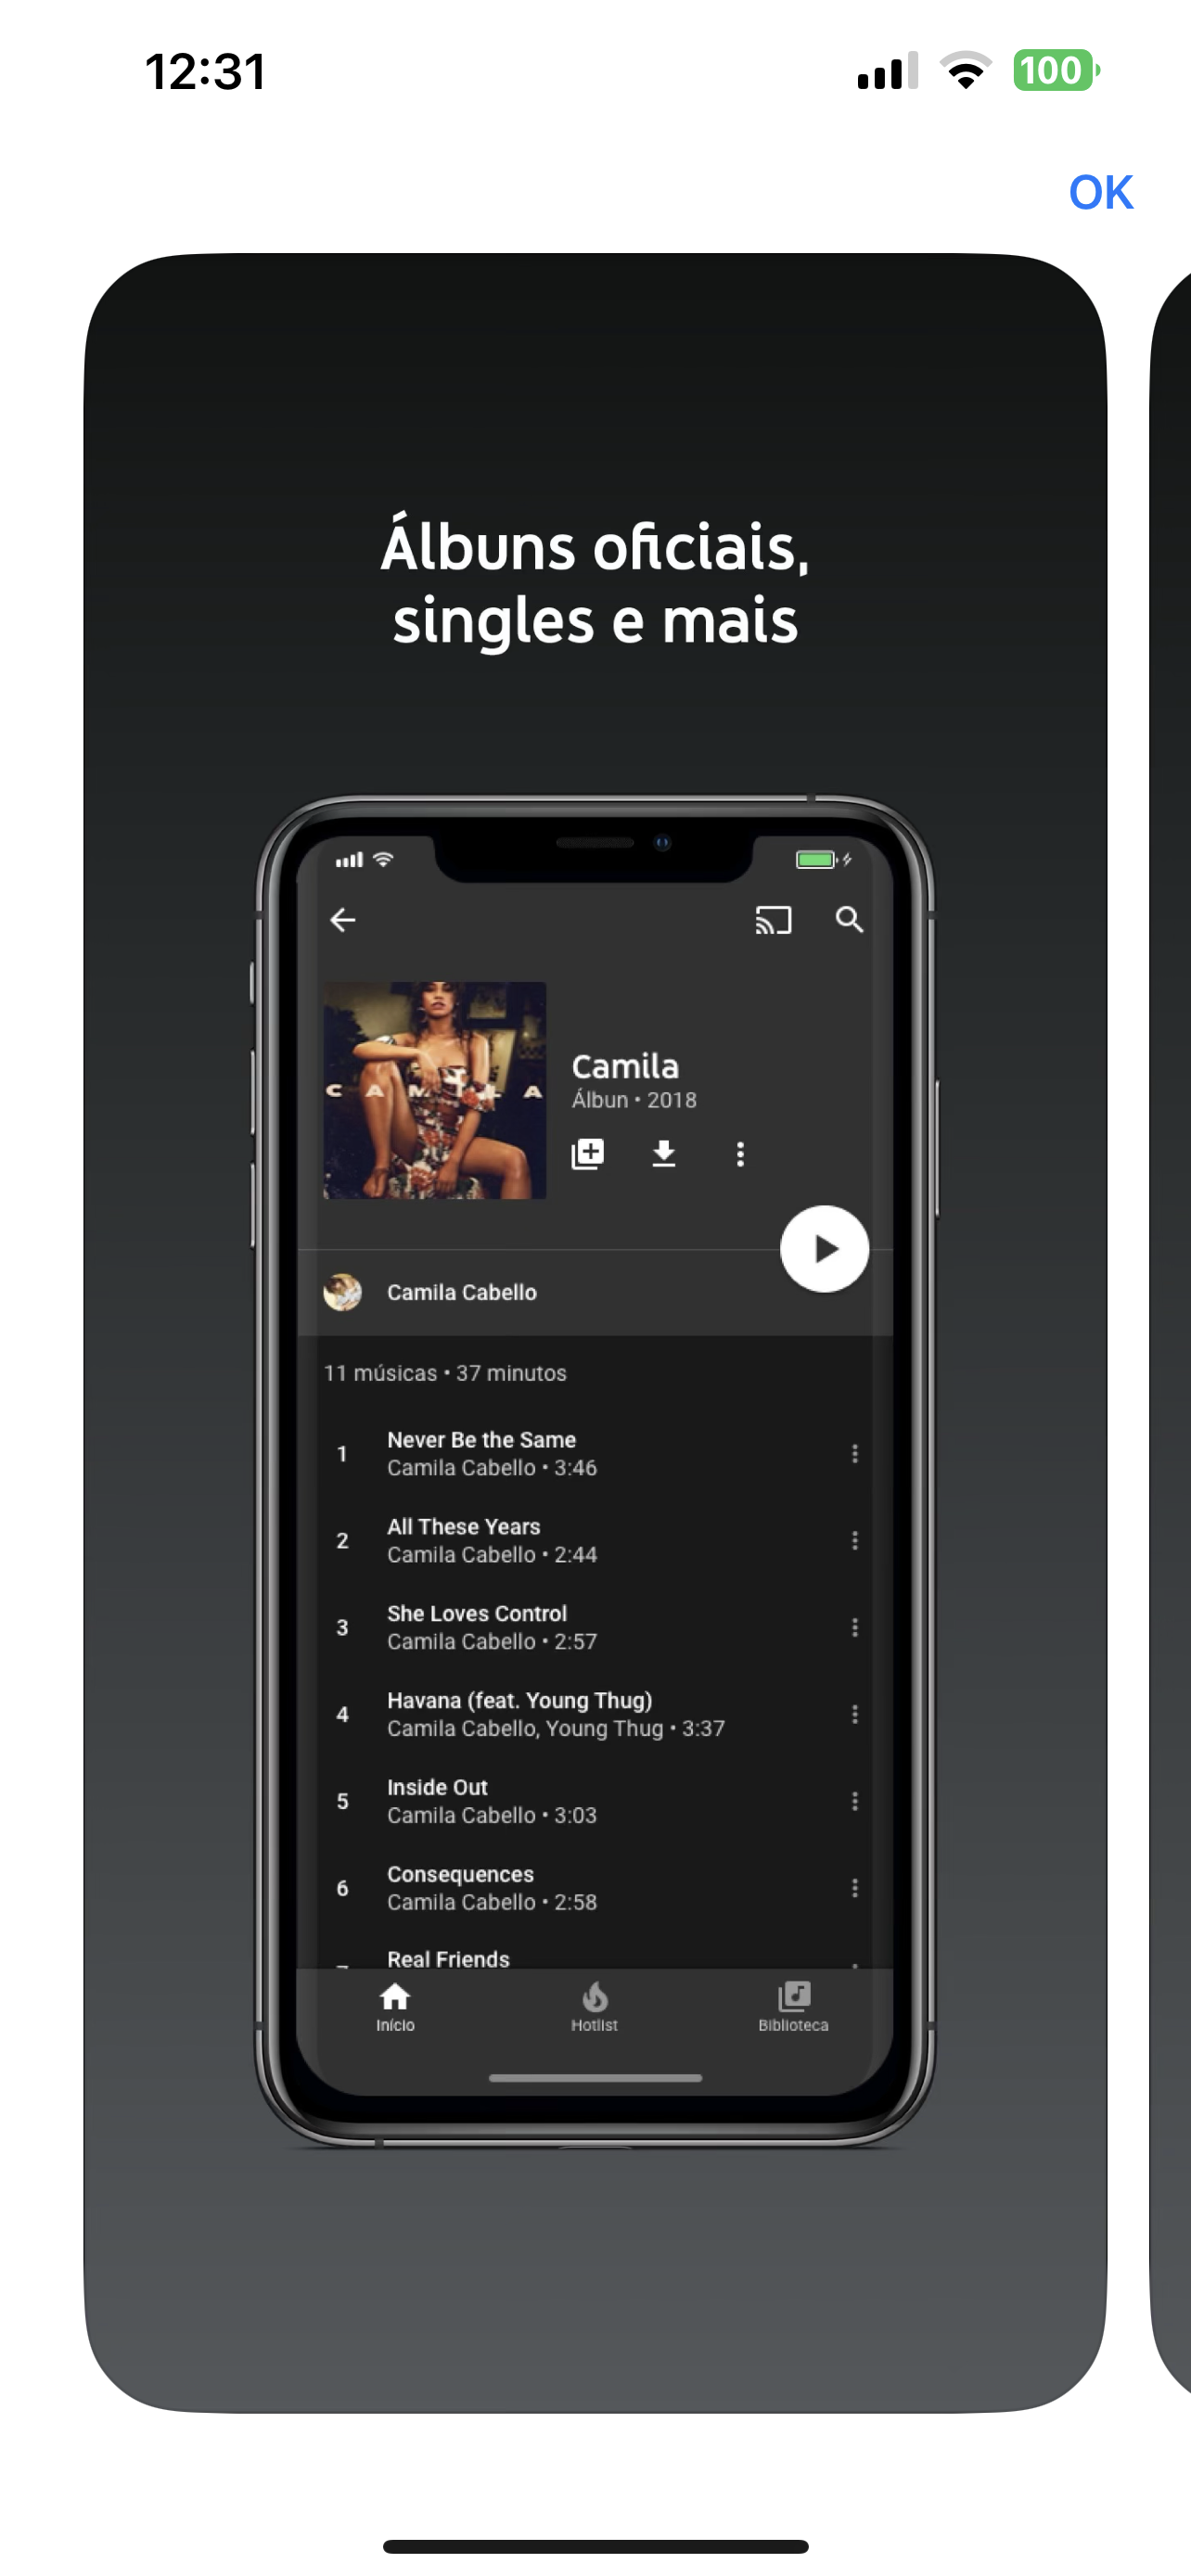 12:31
100
OK
Álbuns oficiais,
singles e mais
CAMILA
Camila
Álbun • 2018
Camila Cabello
11 músicas • 37 minutos
1
Never Be the Same
Camila Cabello • 3:46
2
All These Years
Camila Cabello • 2:44
3
She Loves Control
Camila Cabello • 2:57
4
Havana (feat. Young Thug)
Camila Cabello, Young Thug • 3:37
5
Inside Out
Camila Cabello • 3:03
6
Consequences
Camila Cabello • 2:58
Real Friends
Início
Hotlist
Biblioteca